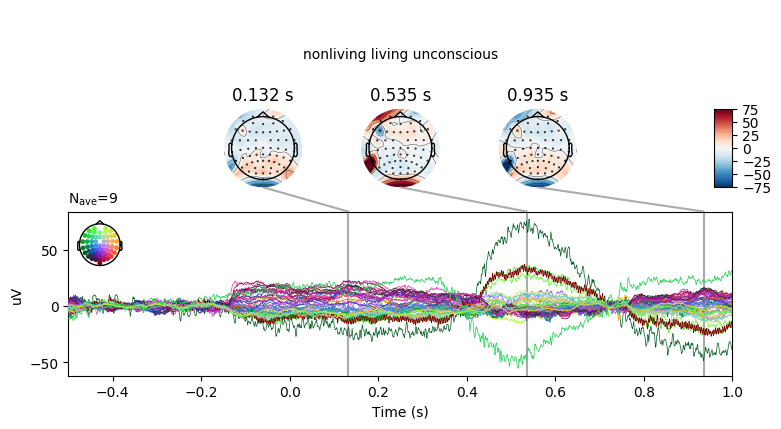 nonliving living unconscious
0.132 s 0.535 s 0.935 s
75
50
25
0
−25
−50
−75
Nave=9
50
0
−50
uV
−0.4 −0.2 0.0 0.2 0.4 0.6 0.8 1.0
Time (s)